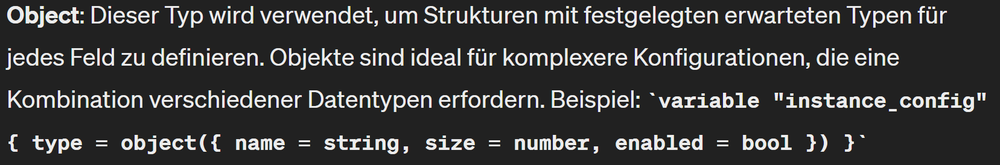 Object: Dieser Typ wird verwendet, um Strukturen mit festgelegten erwarteten Typen für
jedes Feld zu definieren. Objekte sind ideal für komplexere Konfigurationen, die eine
Kombination verschiedener Datentypen erfordern. Beispiel: `variable "instance_config"
{ type = object({ name = string, size = number, enabled = bool }) }`